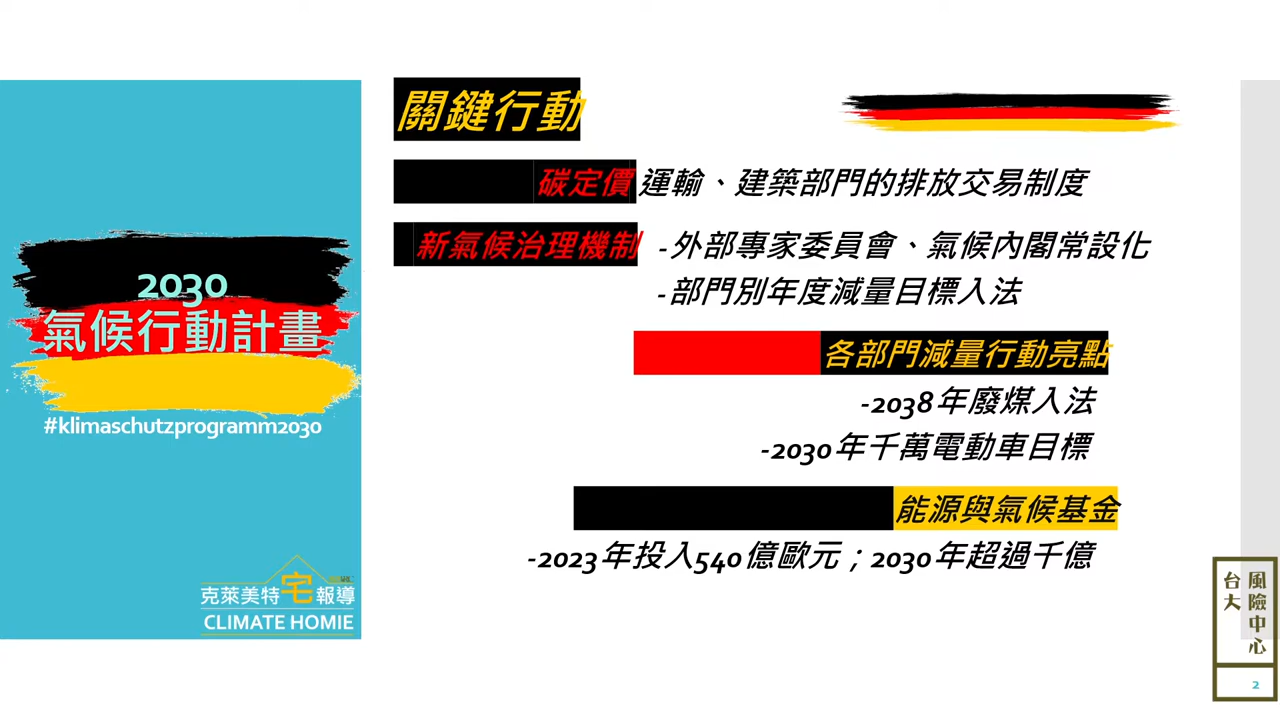 2030
氣候行動計畫
#klimaschutzprogramm2030
克萊美特宅報導
CLIMATE HOMIE
關鍵行動
碳定價 運輸、建築部門的排放交易制度
新氣候治理機制 -外部專家委員會、氣候內閣常設化
-部門別年度減量目標入法
各部門減量行動亮點
-2038年廢煤入法
-2030年千萬電動車目標
能源與氣候基金
-2023年投入540億歐元；2030年超過千億
台大
風險中心
2